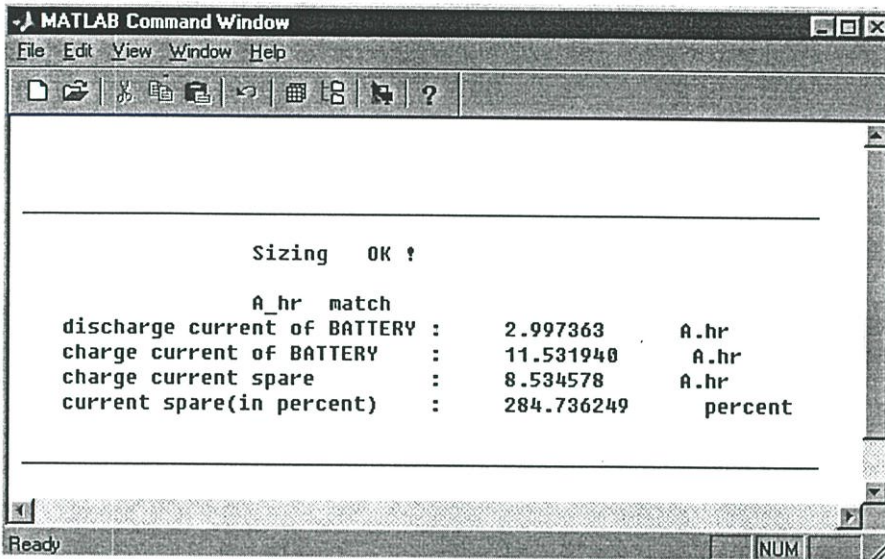 MATLAB Command Window
File Edit View Window Help
?
Sizing OK !
A_hr match
discharge current of BATTERY : 2.997363 A.hr
charge current of BATTERY : 11.531940 A.hr
charge current spare : 8.534578 A.hr
current spare(in percent) : 284.736249 percent
Ready NUM